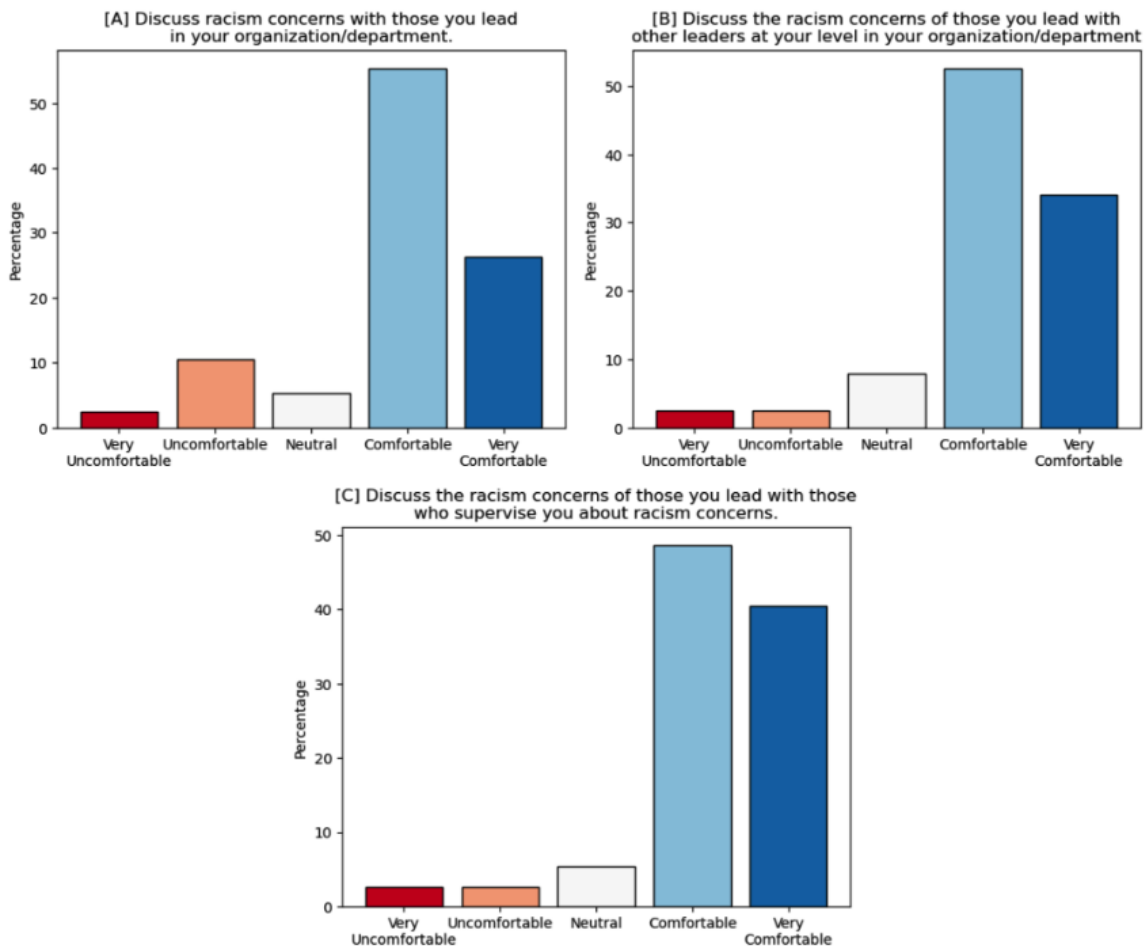 [A] Discuss racism concerns with those you lead
in your organization/department.
Percentage
50
40
30
20
10
0
Very
Uncomfortable
Uncomfortable
Neutral
Comfortable
Very
Comfortable
[B] Discuss the racism concerns of those you lead with
other leaders at your level in your organization/department
Percentage
50
40
30
20
10
0
Very
Uncomfortable
Uncomfortable
Neutral
Comfortable
Very
Comfortable
[C] Discuss the racism concerns of those you lead with those
who supervise you about racism concerns.
Percentage
50
40
30
20
10
0
Very
Uncomfortable
Uncomfortable
Neutral
Comfortable
Very
Comfortable